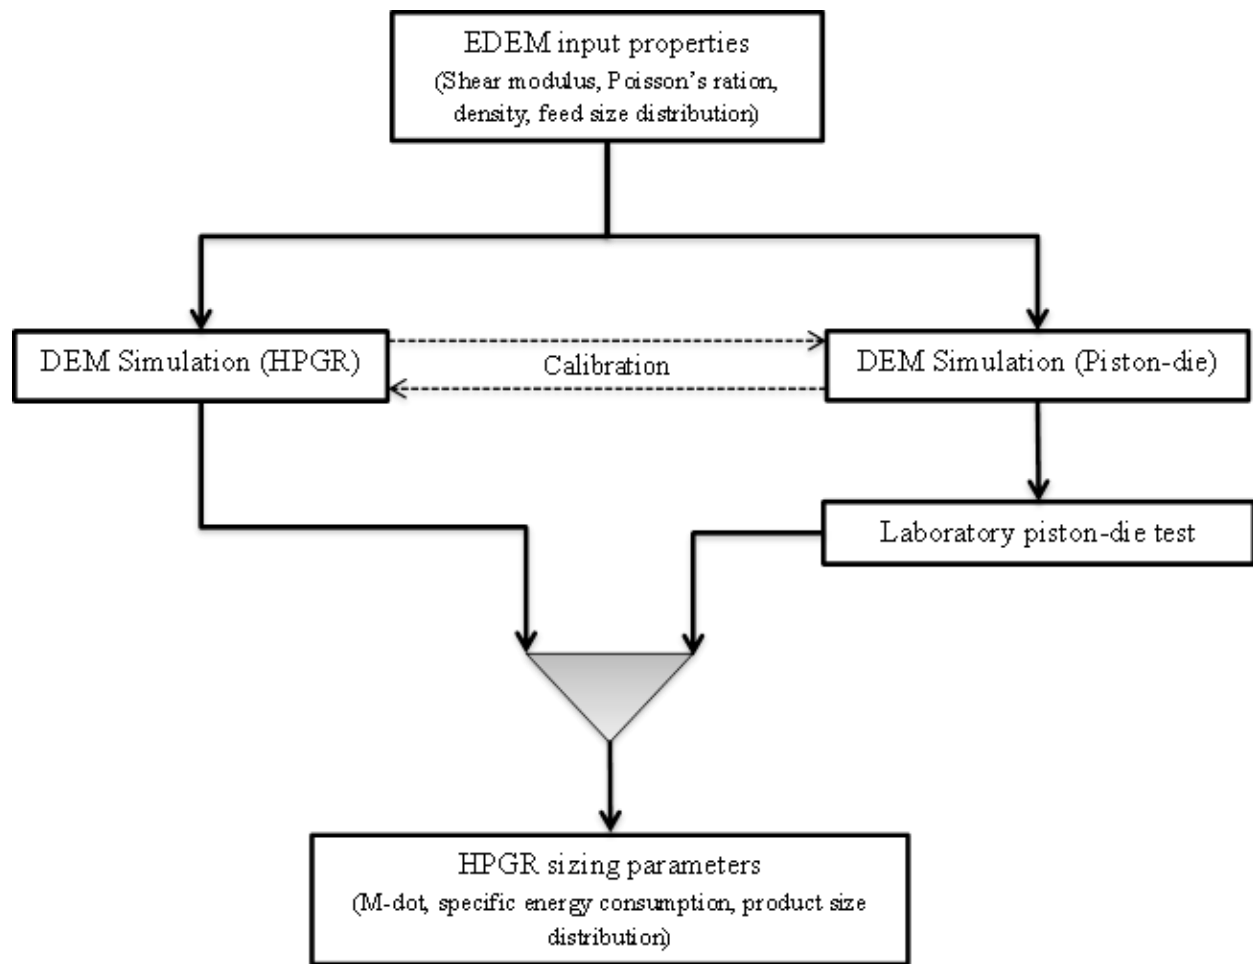 EDEM input properties
(Shear modulus, Poisson's ration,
density, feed size distribution)
DEM Simulation (HPGR)
Calibration
DEM Simulation (Piston-die)
Laboratory piston-die test
HPGR sizing parameters
(M-dot, specific energy consumption, product size
distribution)